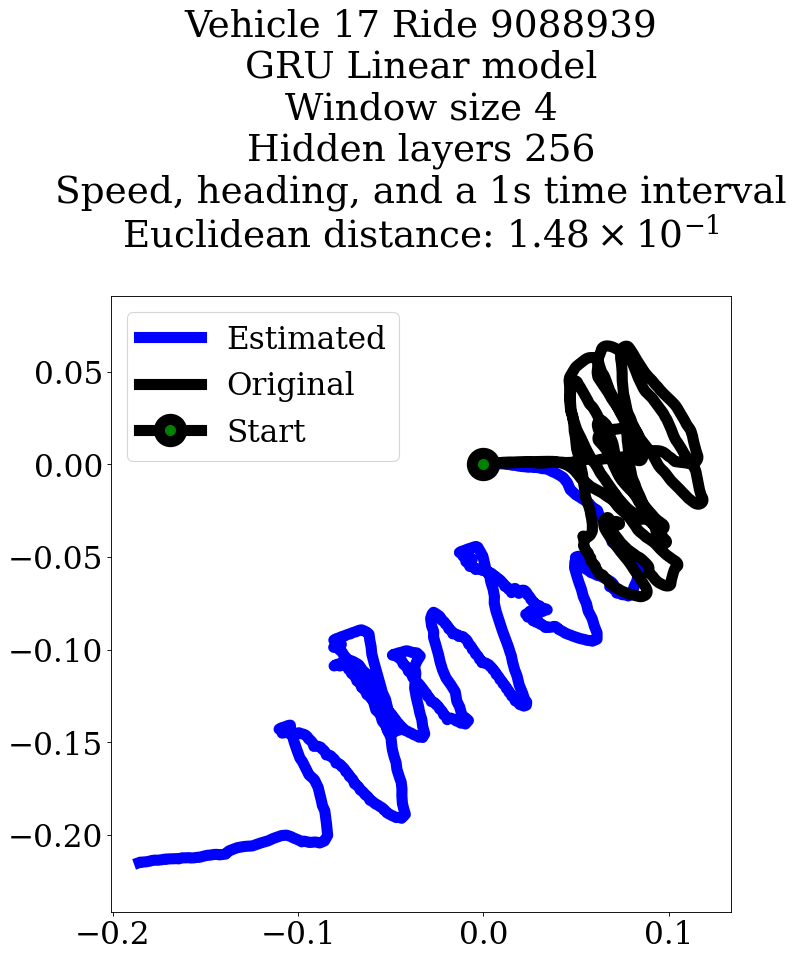 Vehicle 17 Ride 9088939
GRU Linear model
Window size 4
Hidden layers 256
Speed, heading, and a 1s time interval
Euclidean distance: 1.48 × 10⁻¹
Estimated
Original
Start
0.05
0.00
−0.05
−0.10
−0.15
−0.20
−0.2 −0.1 0.0 0.1